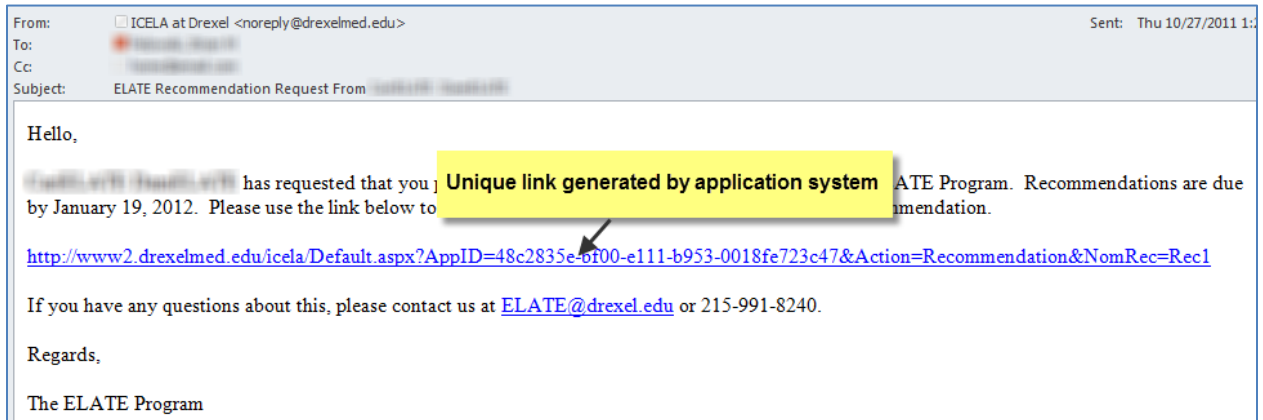 From: ICELA at Drexel <noreply@drexelmed.edu> Sent: Thu 10/27/2011 1:
To:
Cc:
Subject: ELATE Recommendation Request From
Hello,
has requested that you Unique link generated by application system ATE Program. Recommendations are due
by January 19, 2012. Please use the link below to
http://www2.drexelmed.edu/icela/Default.aspx?AppID=48c2835e-bf00-e111-b953-0018fe723c47&Action=Recommendation&NomRec=Rec1
If you have any questions about this, please contact us at ELATE@drexel.edu or 215-991-8240.
Regards,
The ELATE Program